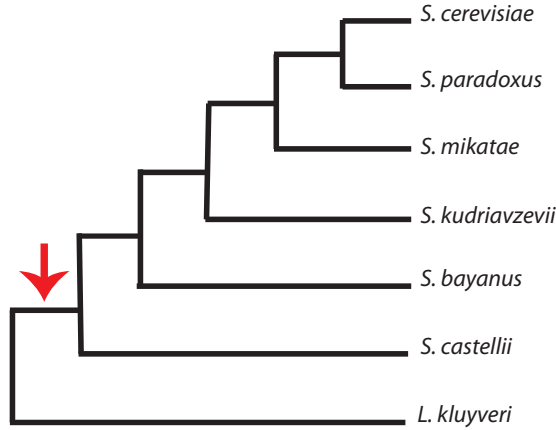 S. cerevisiae
S. paradoxus
S. mikatae
S. kudriavzevii
S. bayanus
S. castellii
L. kluyveri